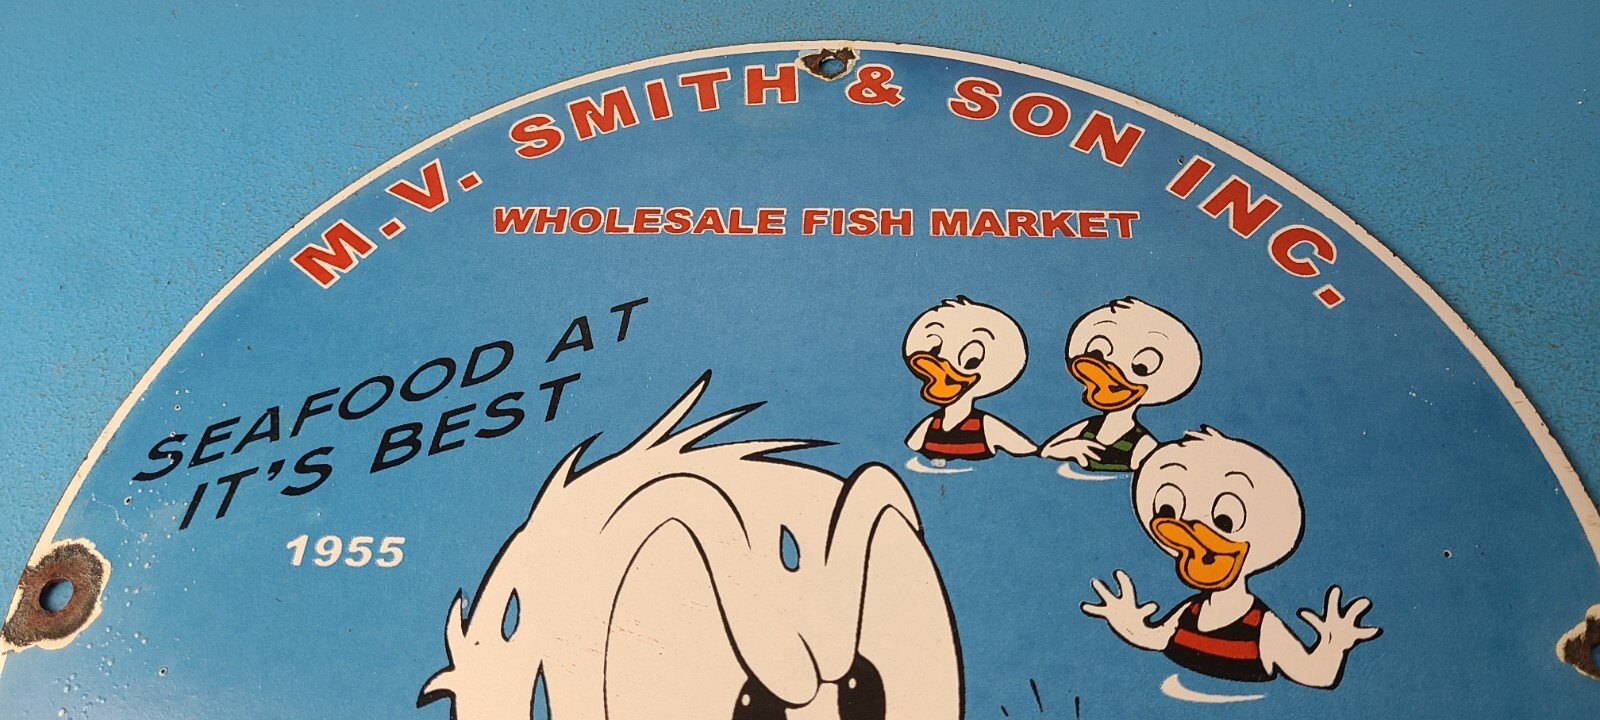 M.V. SMITH & SON INC.
WHOLESALE FISH MARKET
SEAFOOD AT
IT'S BEST
1955